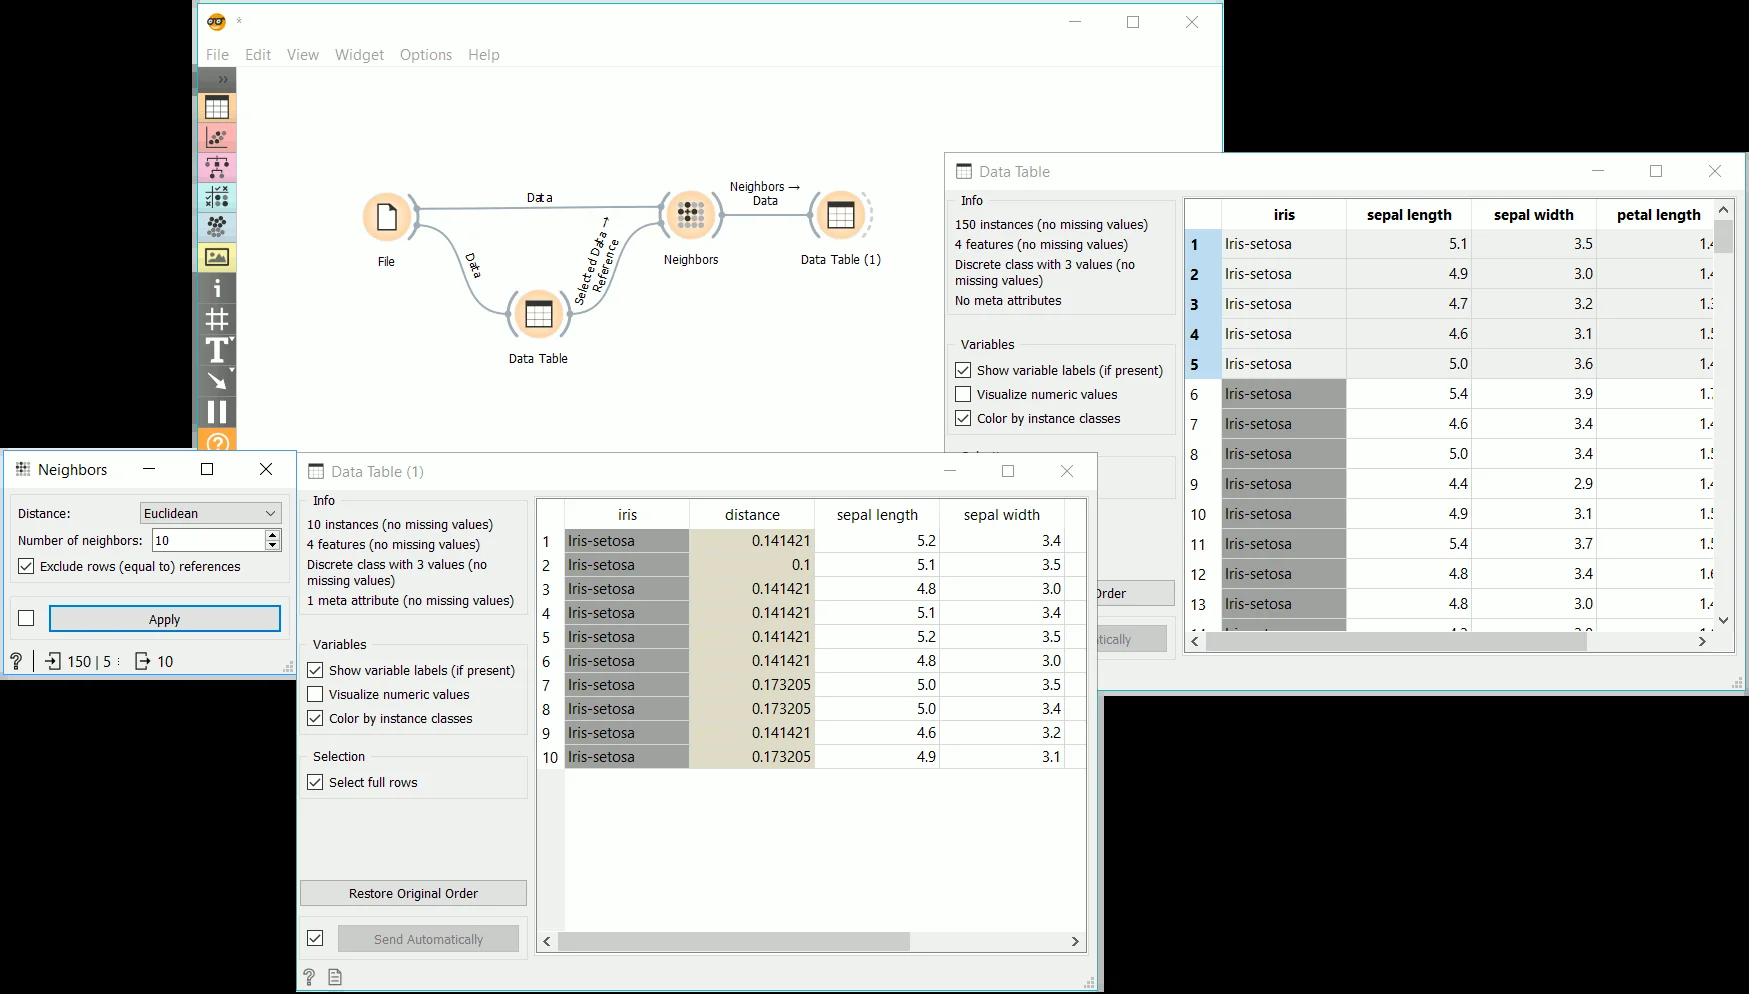 *
File Edit View Widget Options Help
»
Data
Neighbors →
Data
File
Data
Selected Data →
Reference
Neighbors
Data Table (1)
Data Table
Data Table
Info
150 instances (no missing values)
4 features (no missing values)
Discrete class with 3 values (no
missing values)
No meta attributes
Variables
Show variable labels (if present)
Visualize numeric values
Color by instance classes
Order
tically
iris sepal length sepal width petal length
1 Iris-setosa 5.1 3.5 1.4
2 Iris-setosa 4.9 3.0 1.4
3 Iris-setosa 4.7 3.2 1.3
4 Iris-setosa 4.6 3.1 1.5
5 Iris-setosa 5.0 3.6 1.4
6 Iris-setosa 5.4 3.9 1.7
7 Iris-setosa 4.6 3.4 1.4
8 Iris-setosa 5.0 3.4 1.5
9 Iris-setosa 4.4 2.9 1.4
10 Iris-setosa 4.9 3.1 1.5
11 Iris-setosa 5.4 3.7 1.5
12 Iris-setosa 4.8 3.4 1.6
13 Iris-setosa 4.8 3.0 1.4
Neighbors
Distance: Euclidean
Number of neighbors: 10
Exclude rows (equal to) references
Apply
? 150 | 5 10
Data Table (1)
Info
10 instances (no missing values)
4 features (no missing values)
Discrete class with 3 values (no
missing values)
1 meta attribute (no missing values)
Variables
Show variable labels (if present)
Visualize numeric values
Color by instance classes
Selection
Select full rows
Restore Original Order
Send Automatically
?
iris distance sepal length sepal width
1 Iris-setosa 0.141421 5.2 3.4
2 Iris-setosa 0.1 5.1 3.5
3 Iris-setosa 0.141421 4.8 3.0
4 Iris-setosa 0.141421 5.1 3.4
5 Iris-setosa 0.141421 5.2 3.5
6 Iris-setosa 0.141421 4.8 3.0
7 Iris-setosa 0.173205 5.0 3.5
8 Iris-setosa 0.173205 5.0 3.4
9 Iris-setosa 0.141421 4.6 3.2
10 Iris-setosa 0.173205 4.9 3.1